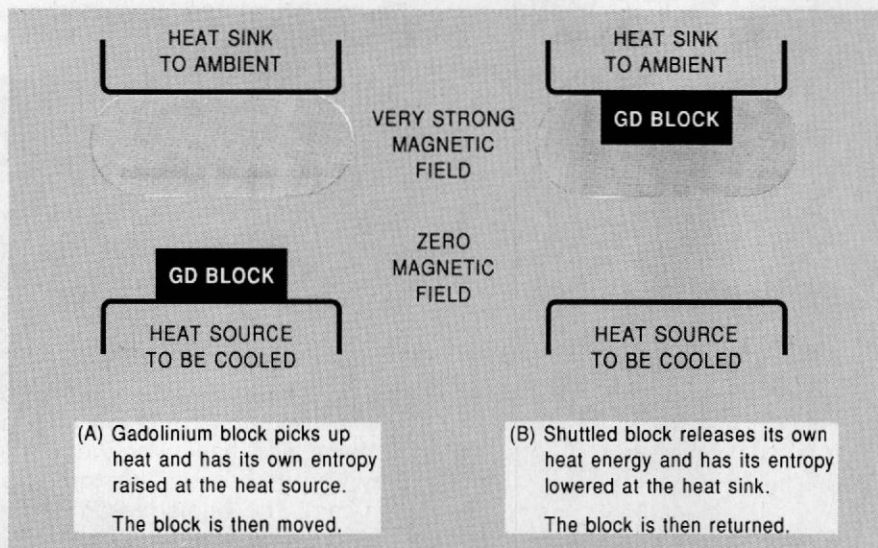 HEAT SINK
TO AMBIENT
VERY STRONG
MAGNETIC
FIELD
ZERO
MAGNETIC
FIELD
GD BLOCK
HEAT SOURCE
TO BE COOLED
(A) Gadolinium block picks up
heat and has its own entropy
raised at the heat source.
The block is then moved.
HEAT SINK
TO AMBIENT
GD BLOCK
HEAT SOURCE
TO BE COOLED
(B) Shuttled block releases its own
heat energy and has its entropy
lowered at the heat sink.
The block is then returned.